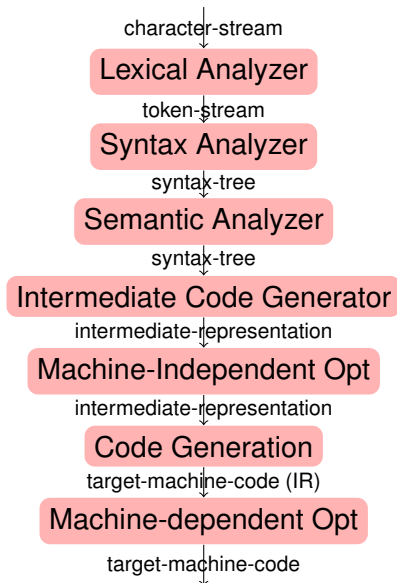 character-stream
Lexical Analyzer
token-stream
Syntax Analyzer
syntax-tree
Semantic Analyzer
syntax-tree
Intermediate Code Generator
intermediate-representation
Machine-Independent Opt
intermediate-representation
Code Generation
target-machine-code (IR)
Machine-dependent Opt
target-machine-code